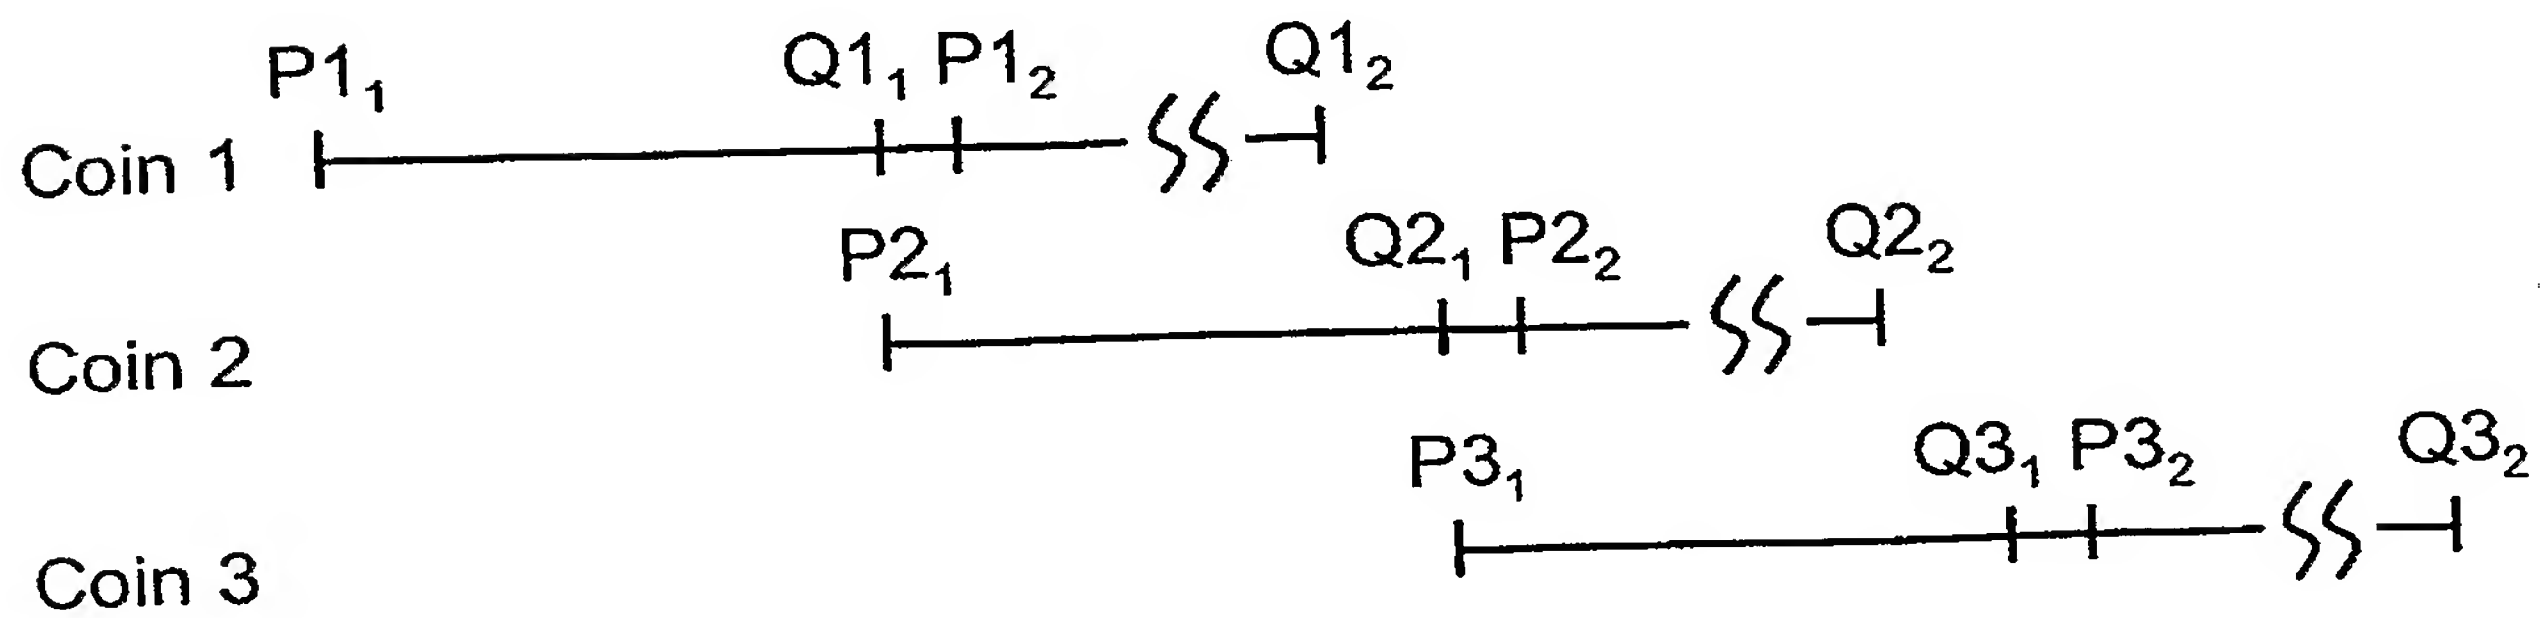 P1₁ Q1₁ P1₂ Q1₂
Coin 1
P2₁ Q2₁ P2₂ Q2₂
Coin 2
P3₁ Q3₁ P3₂ Q3₂
Coin 3